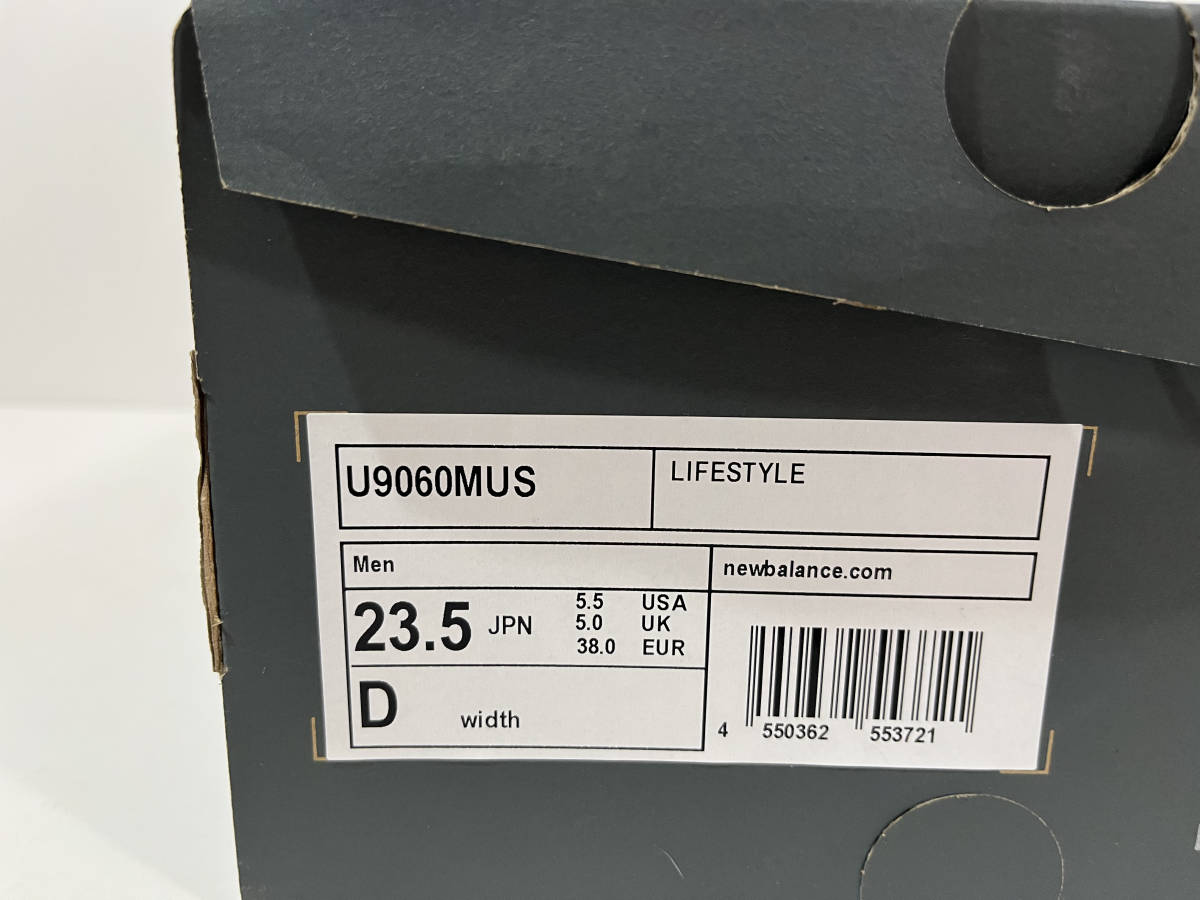 U9060MUS
LIFESTYLE
Men
newbalance.com
23.5 JPN
5.5 USA
5.0 UK
38.0 EUR
D width
4 550362 553721